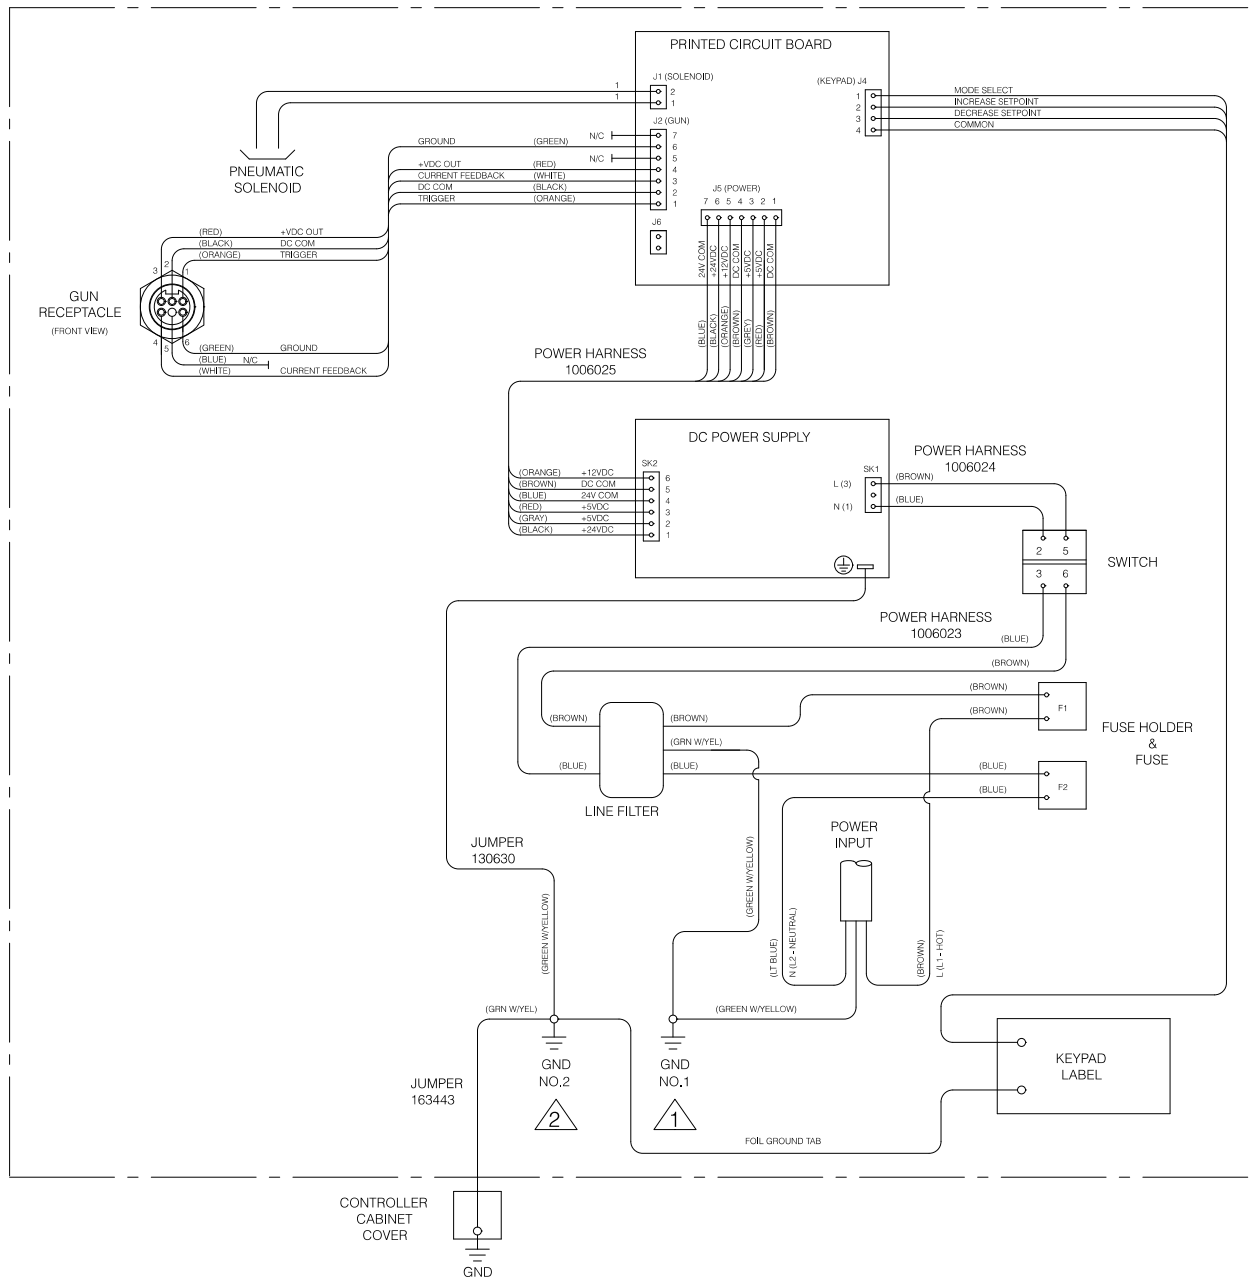 PRINTED CIRCUIT BOARD
J1 (SOLENOID)
1
2
1
1
(KEYPAD) J4
1
2
3
4
MODE SELECT
INCREASE SETPOINT
DECREASE SETPOINT
COMMON
J2 (GUN)
N/C
7
GROUND
(GREEN)
6
N/C
5
+VDC OUT
(RED)
4
CURRENT FEEDBACK
(WHITE)
3
DC COM
(BLACK)
2
TRIGGER
(ORANGE)
1
J6
J5 (POWER)
7 6 5 4 3 2 1
24V COM
+24VDC
+12VDC
DC COM
+5VDC
+5VDC
DC COM
(BLUE)
(BLACK)
(ORANGE)
(BROWN)
(GREY)
(RED)
(BROWN)
PNEUMATIC
SOLENOID
(RED)
+VDC OUT
(BLACK)
DC COM
(ORANGE)
TRIGGER
3
2
1
GUN
RECEPTACLE
(FRONT VIEW)
4
5
6
(GREEN)
GROUND
(BLUE)
N/C
(WHITE)
CURRENT FEEDBACK
POWER HARNESS
1006025
DC POWER SUPPLY
SK2
(ORANGE)
+12VDC
6
(BROWN)
DC COM
5
(BLUE)
24V COM
4
(RED)
+5VDC
3
(GRAY)
+5VDC
2
(BLACK)
+24VDC
1
SK1
L (3)
N (1)
POWER HARNESS
1006024
(BROWN)
(BLUE)
2 5
3 6
SWITCH
POWER HARNESS
1006023
(BLUE)
(BROWN)
(BROWN)
(BROWN)
F1
FUSE HOLDER
&
FUSE
(BROWN)
(BROWN)
(GRN W/YEL)
(BLUE)
(BLUE)
LINE FILTER
(BLUE)
(BLUE)
F2
POWER
INPUT
JUMPER
130630
(GREEN W/YELLOW)
(GREEN W/YELLOW)
(LT BLUE)
N (L2 - NEUTRAL)
(BROWN)
L (L1 - HOT)
(GRN W/YEL)
(GREEN W/YELLOW)
GND
NO.2
2
GND
NO.1
1
JUMPER
163443
KEYPAD
LABEL
FOIL GROUND TAB
CONTROLLER
CABINET
COVER
GND